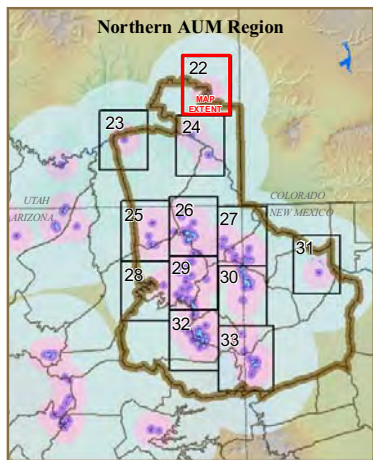 Northern AUM Region
22
MAP
EXTENT
23
24
UTAH
ARIZONA
COLORADO
NEW MEXICO
25
26
27
31
28
29
30
32
33